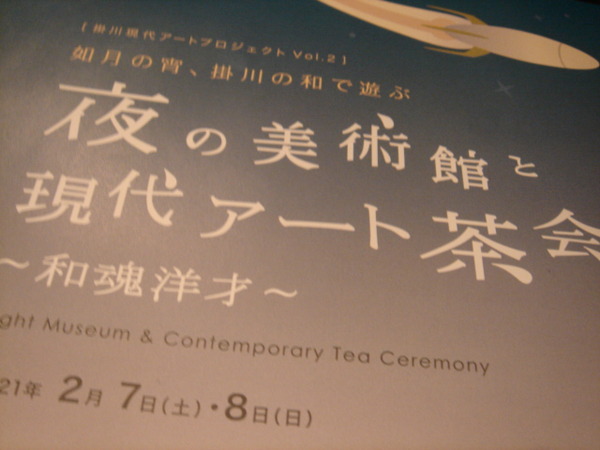 [ 掛川現代アートプロジェクト Vol.2 ]
如月の宵、掛川の和で遊ぶ
夜の美術館と
現代アート茶会
～和魂洋才～
ght Museum & Contemporary Tea Ceremony
21年 2月 7日(土)・8日(日)